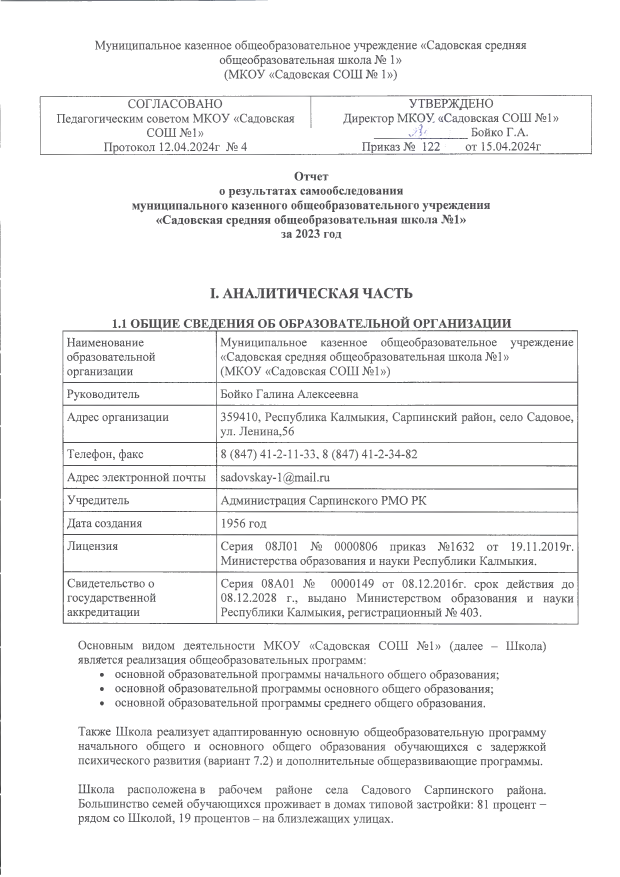 Муниципальное казенное общеобразовательное учреждение «Садовская средняя
общеобразовательная школа № 1»
(МКОУ «Садовская СОШ № 1»)
СОГЛАСОВАНО
Педагогическим советом МКОУ «Садовская
СОШ №1»
Протокол 12.04.2024г № 4
УТВЕРЖДЕНО
Директор МКОУ «Садовская СОШ №1»
Бойко Г.А.
Приказ № 122 от 15.04.2024г
Отчет
о результатах самообследования
муниципального казенного общеобразовательного учреждения
«Садовская средняя общеобразовательная школа №1»
за 2023 год
I. АНАЛИТИЧЕСКАЯ ЧАСТЬ
1.1 ОБЩИЕ СВЕДЕНИЯ ОБ ОБРАЗОВАТЕЛЬНОЙ ОРГАНИЗАЦИИ
Наименование
образовательной
организации
Муниципальное казенное общеобразовательное учреждение
«Садовская средняя общеобразовательная школа №1»
(МКОУ «Садовская СОШ №1»)
Руководитель
Бойко Галина Алексеевна
Адрес организации
359410, Республика Калмыкия, Сарпинский район, село Садовое,
ул. Ленина,56
Телефон, факс
8 (847) 41-2-11-33, 8 (847) 41-2-34-82
Адрес электронной почты
sadovskay-1@mail.ru
Учредитель
Администрация Сарпинского РМО РК
Дата создания
1956 год
Лицензия
Серия 08Л01 № 0000806 приказ №1632 от 19.11.2019г.
Министерства образования и науки Республики Калмыкия.
Свидетельство о
государственной
аккредитации
Серия 08А01 № 0000149 от 08.12.2016г. срок действия до
08.12.2028 г., выдано Министерством образования и науки
Республики Калмыкия, регистрационный № 403.
Основным видом деятельности МКОУ «Садовская СОШ №1» (далее – Школа)
является реализация общеобразовательных программ:
• основной образовательной программы начального общего образования;
• основной образовательной программы основного общего образования;
• основной образовательной программы среднего общего образования.
Также Школа реализует адаптированную основную общеобразовательную программу
начального общего и основного общего образования обучающихся с задержкой
психического развития (вариант 7.2) и дополнительные общеразвивающие программы.
Школа расположена в рабочем районе села Садового Сарпинского района.
Большинство семей обучающихся проживает в домах типовой застройки: 81 процент −
рядом со Школой, 19 процентов – на близлежащих улицах.